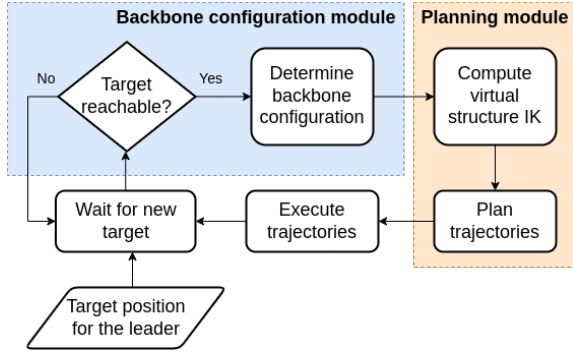 Backbone configuration module
Planning module
No
Target
reachable?
Yes
Determine
backbone
configuration
Compute
virtual
structure IK
Wait for new
target
Execute
trajectories
Plan
trajectories
Target position
for the leader